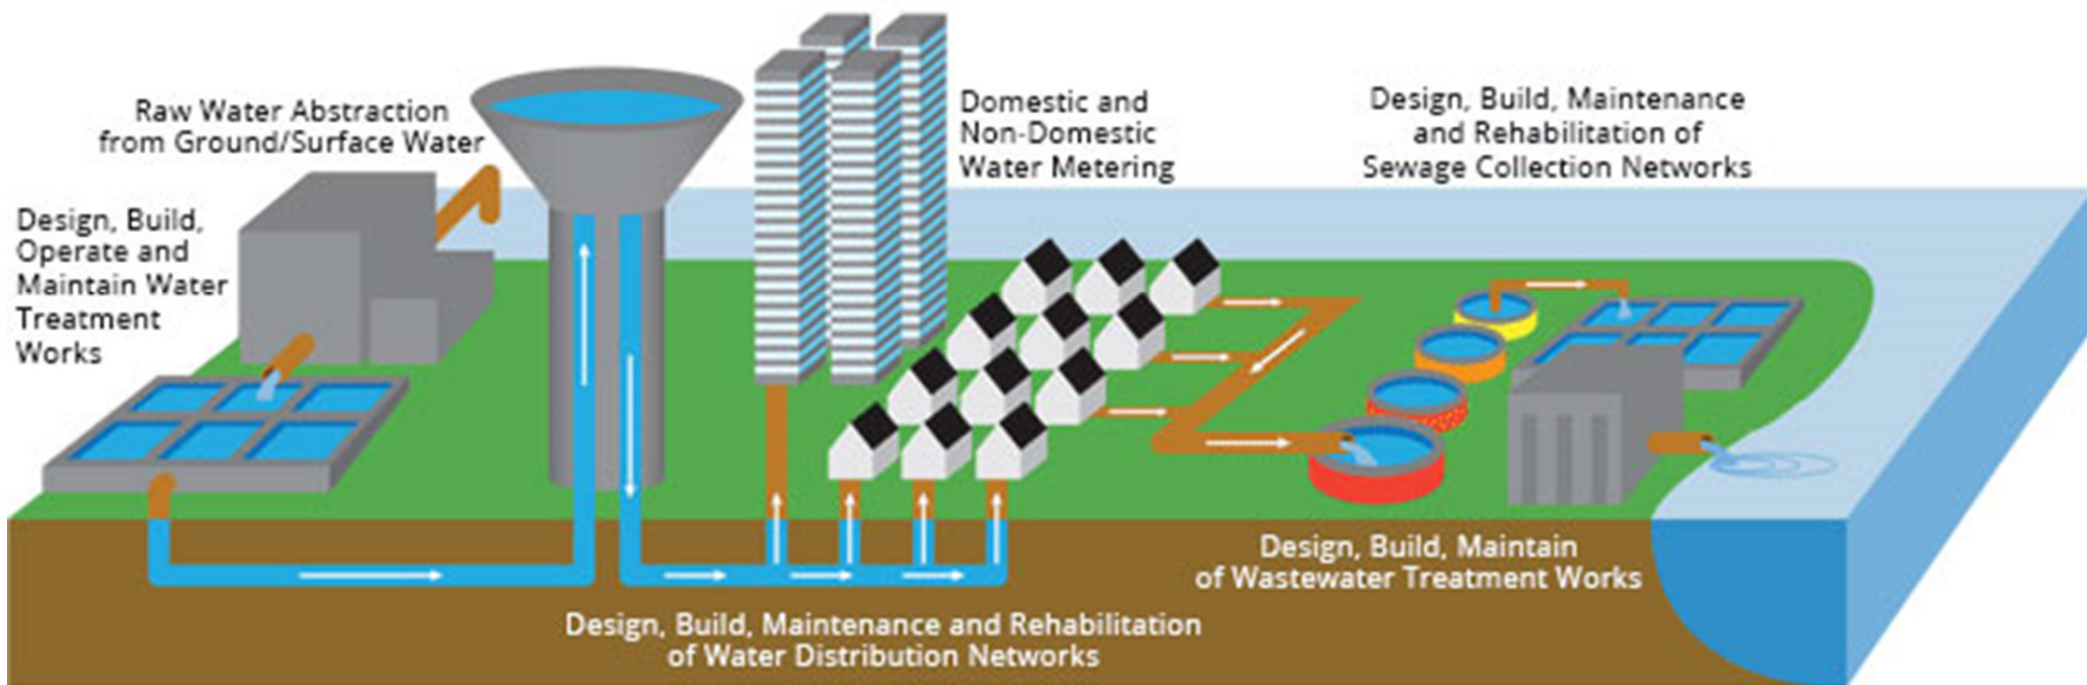 Raw Water Abstraction
from Ground/Surface Water
Design, Build,
Operate and
Maintain Water
Treatment
Works
Domestic and
Non-Domestic
Water Metering
Design, Build, Maintenance
and Rehabilitation of
Sewage Collection Networks
Design, Build, Maintain
of Wastewater Treatment Works
Design, Build, Maintenance and Rehabilitation
of Water Distribution Networks